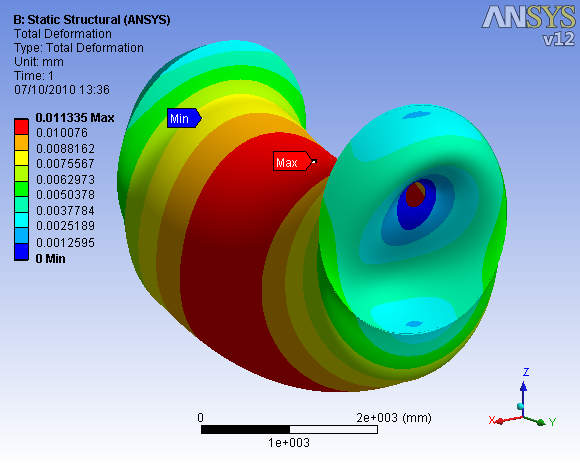 B: Static Structural (ANSYS)
Total Deformation
Type: Total Deformation
Unit: mm
Time: 1
07/10/2010 13:36
ANSYS
v12
0.011335 Max
0.010076
0.0088162
0.0075567
0.0062973
0.0050378
0.0037784
0.0025189
0.0012595
0 Min
Min
Max
0 2e+003 (mm)
1e+003
Z
X Y